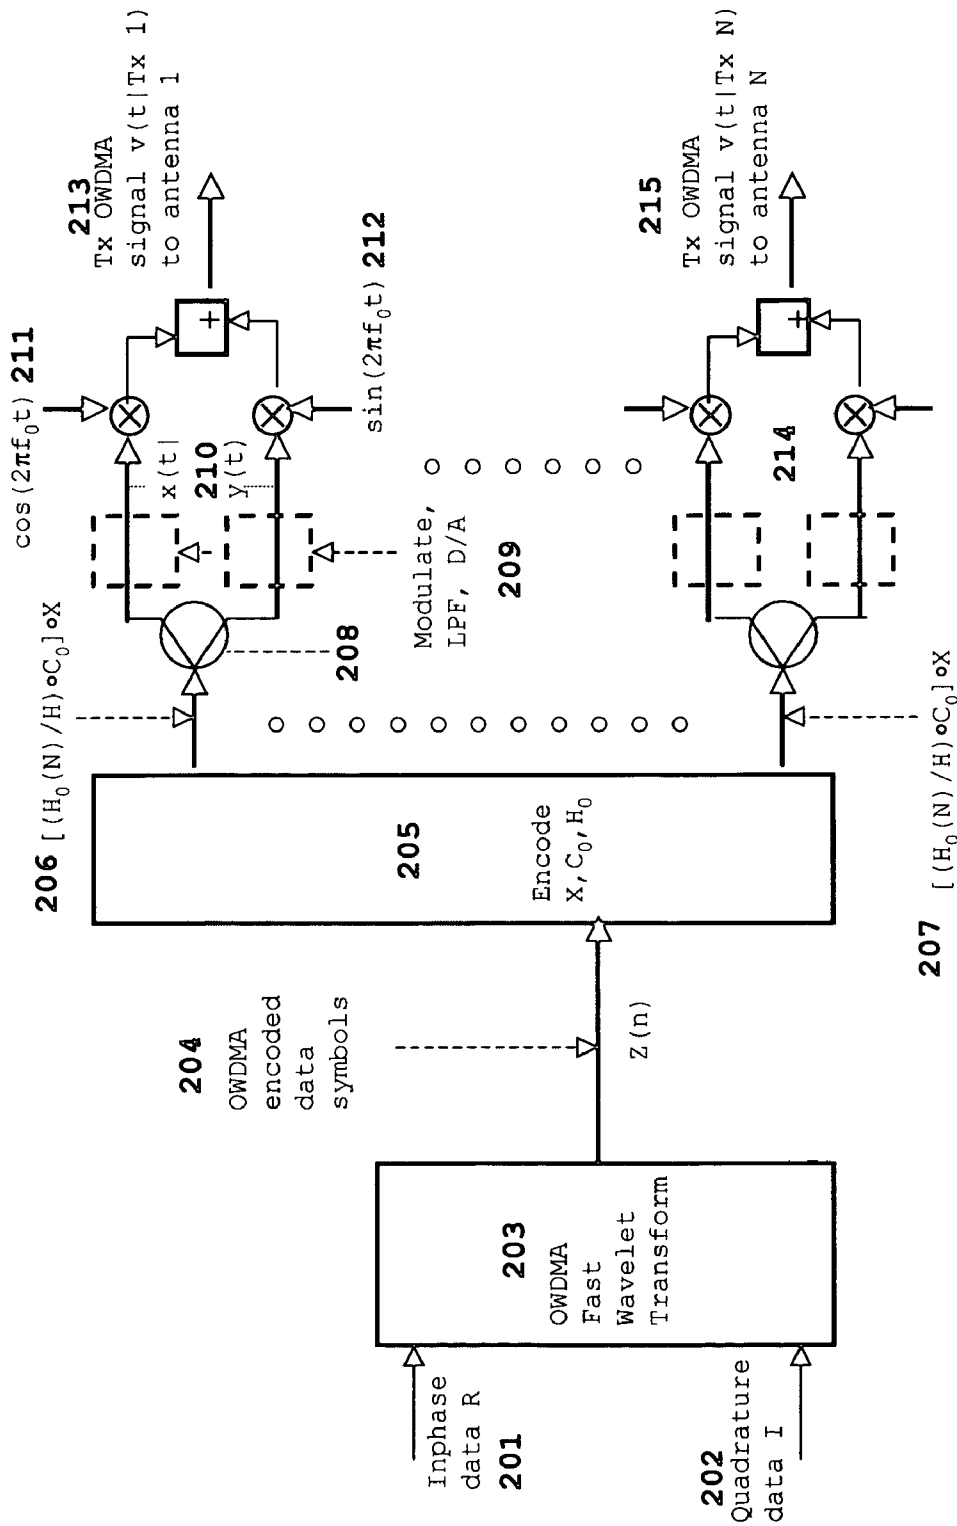 Inphase
data R
201
202
Quadrature
data I
203
OWDMA
Fast
Wavelet
Transform
204
OWDMA
encoded
data
symbols
Z(n)
205
Encode
X, C₀, H₀
206 [(H₀(N)/H)∘C₀]∘X
207 [(H₀(N)/H)∘C₀]∘X
208
Modulate,
LPF, D/A
209
x(t|
210
y(t)
cos(2πf₀t) 211
sin(2πf₀t) 212
+
213
Tx OWDMA
signal v(t|Tx 1)
to antenna 1
214
+
215
Tx OWDMA
signal v(t|Tx N)
to antenna N